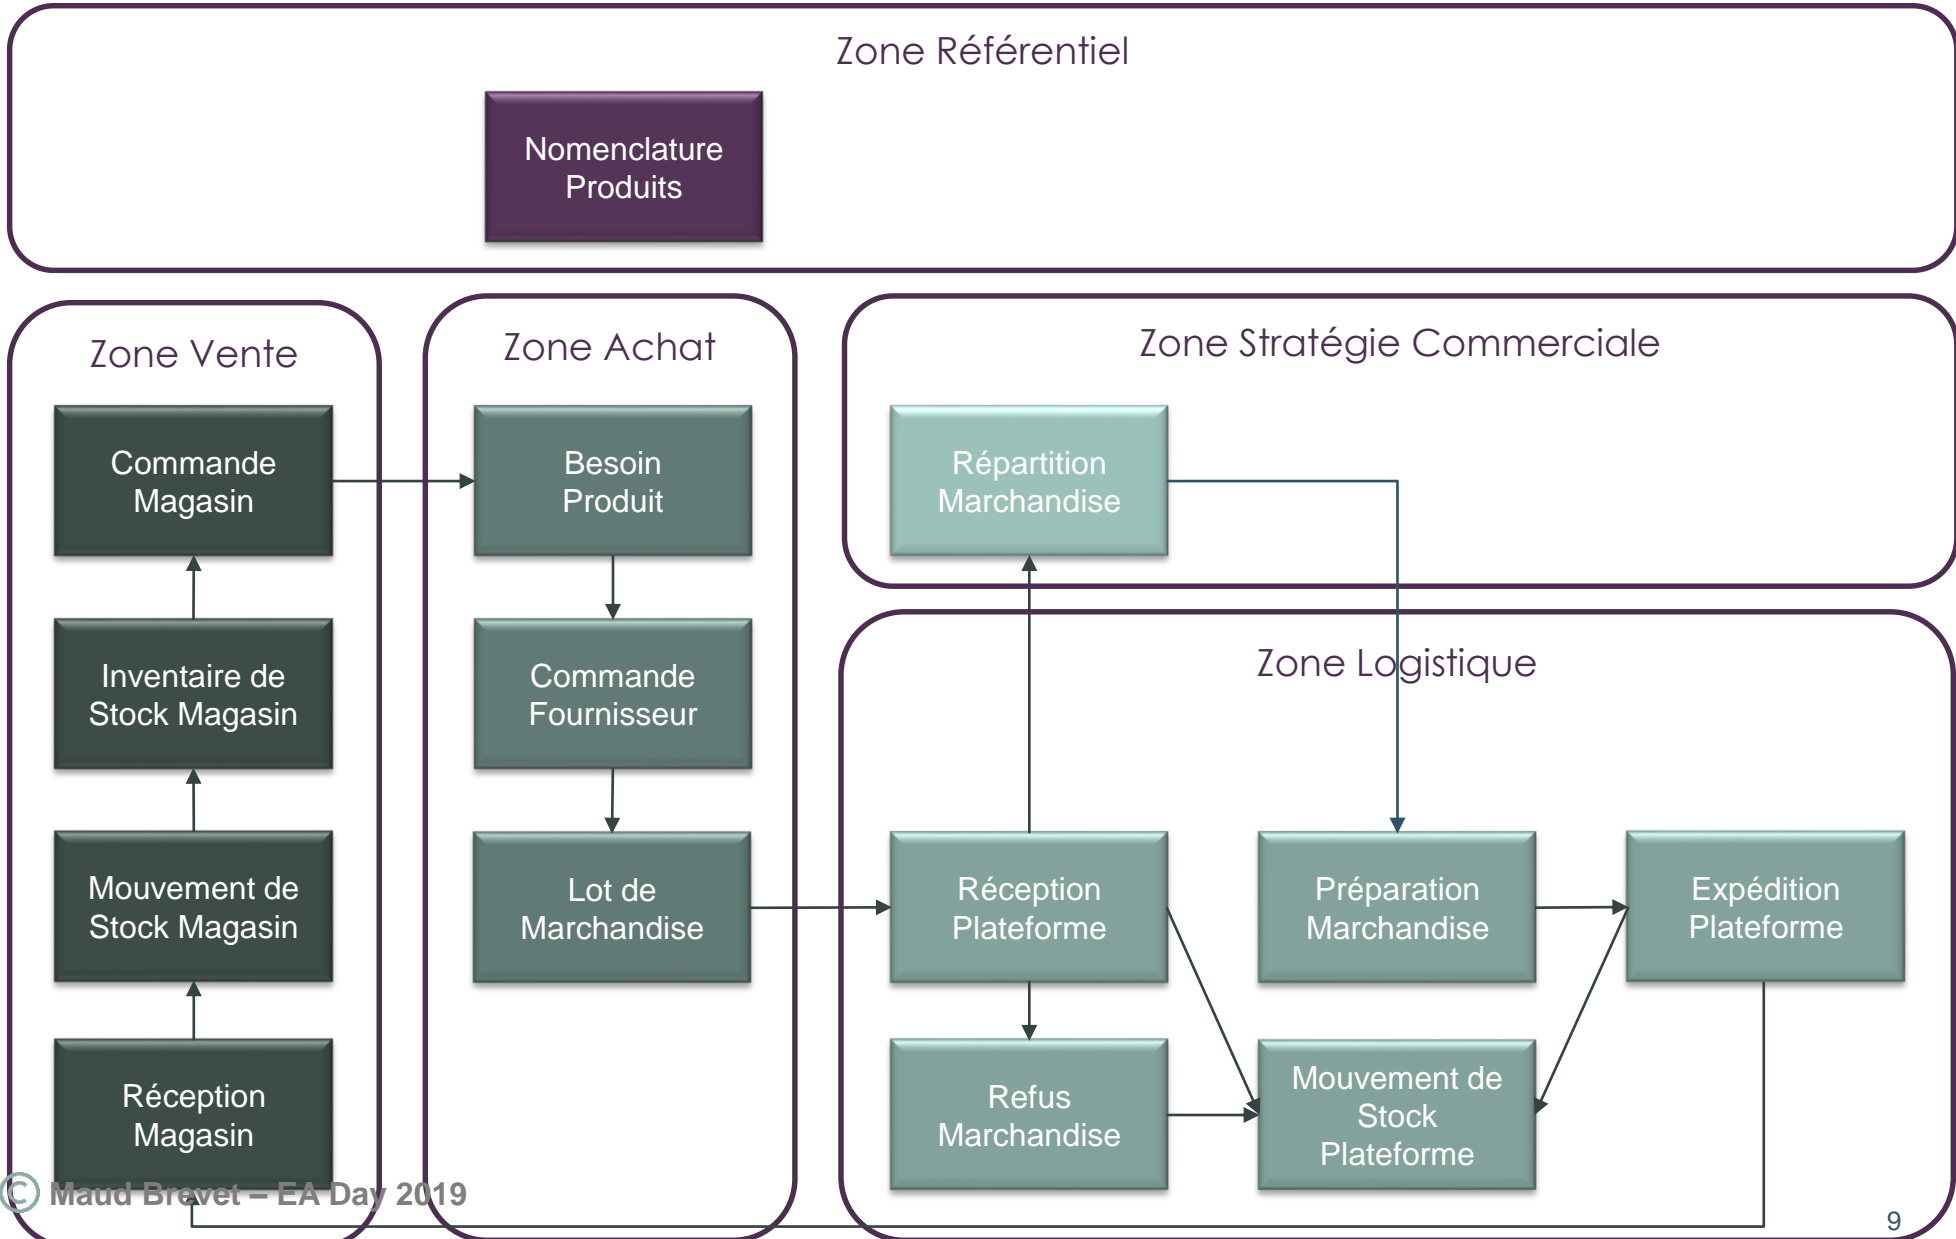 Zone Référentiel
Nomenclature
Produits
Zone Vente
Commande
Magasin
Inventaire de
Stock Magasin
Mouvement de
Stock Magasin
Réception
Magasin
Zone Achat
Besoin
Produit
Commande
Fournisseur
Lot de
Marchandise
Zone Stratégie Commerciale
Répartition
Marchandise
Zone Logistique
Réception
Plateforme
Préparation
Marchandise
Expédition
Plateforme
Refus
Marchandise
Mouvement de
Stock
Plateforme
© Maud Brevet – EA Day 2019
9